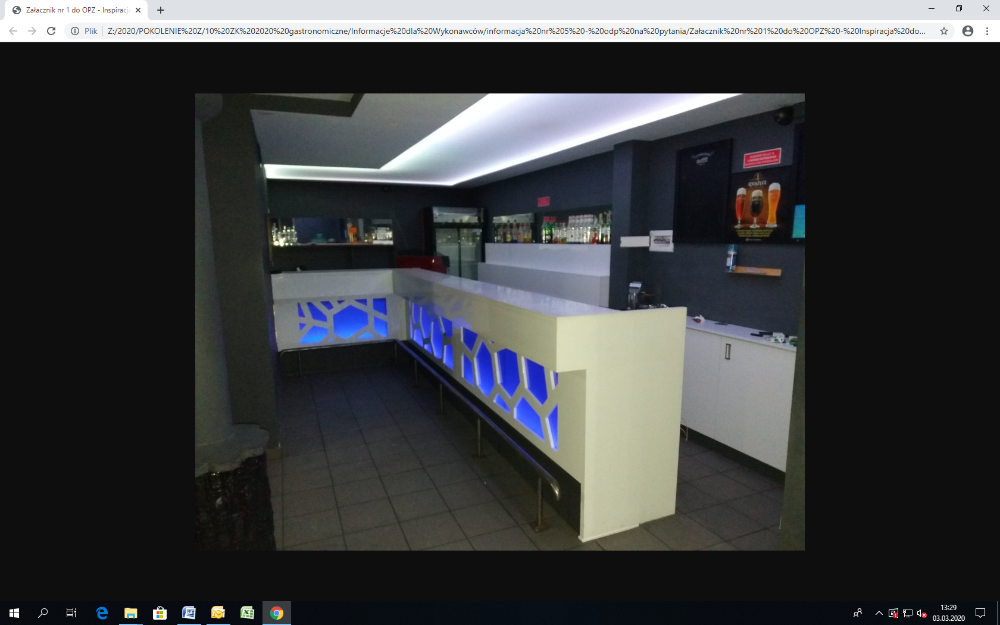 Załacznik nr 1 do OPZ - Inspiracja
Plik
Z:/2020/POKOLENIE%20Z/10%20ZK%202020%20gastronomiczne/Informacje%20dla%20Wykonawców/informacja%20nr%205%20-%20odp%20na%20pytania/Załacznik%20nr%201%20do%20OPZ%20-%20Inspiracja%20do...
KSIĄŻĘCE
13:29
03.03.2020